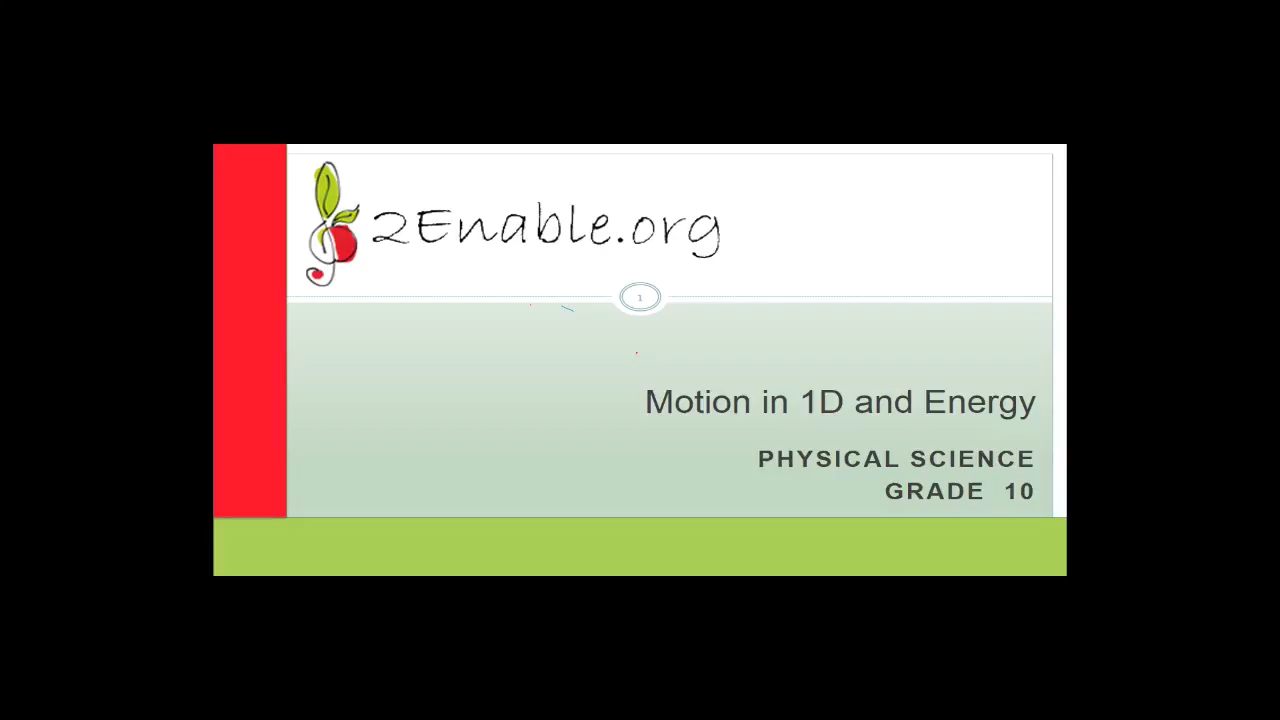 2Enable.org
1
Motion in 1D and Energy
PHYSICAL SCIENCE
GRADE 10